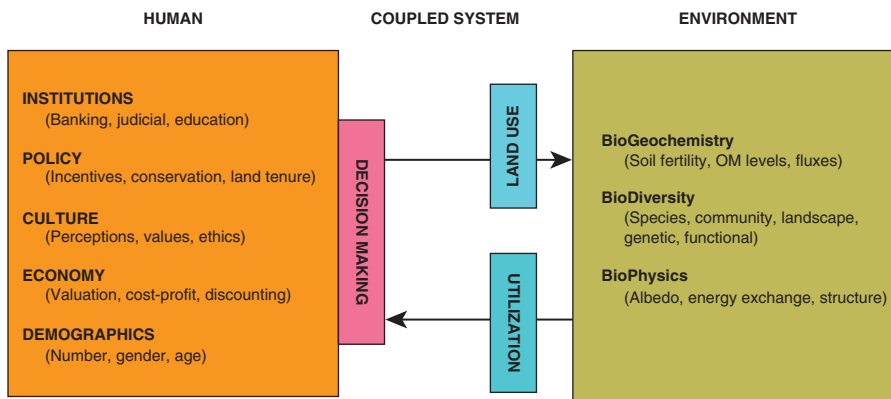 HUMAN
COUPLED SYSTEM
ENVIRONMENT
INSTITUTIONS
(Banking, judicial, education)
POLICY
(Incentives, conservation, land tenure)
CULTURE
(Perceptions, values, ethics)
ECONOMY
(Valuation, cost-profit, discounting)
DEMOGRAPHICS
(Number, gender, age)
DECISION MAKING
LAND USE
UTILIZATION
BioGeochemistry
(Soil fertility, OM levels, fluxes)
BioDiversity
(Species, community, landscape,
genetic, functional)
BioPhysics
(Albedo, energy exchange, structure)